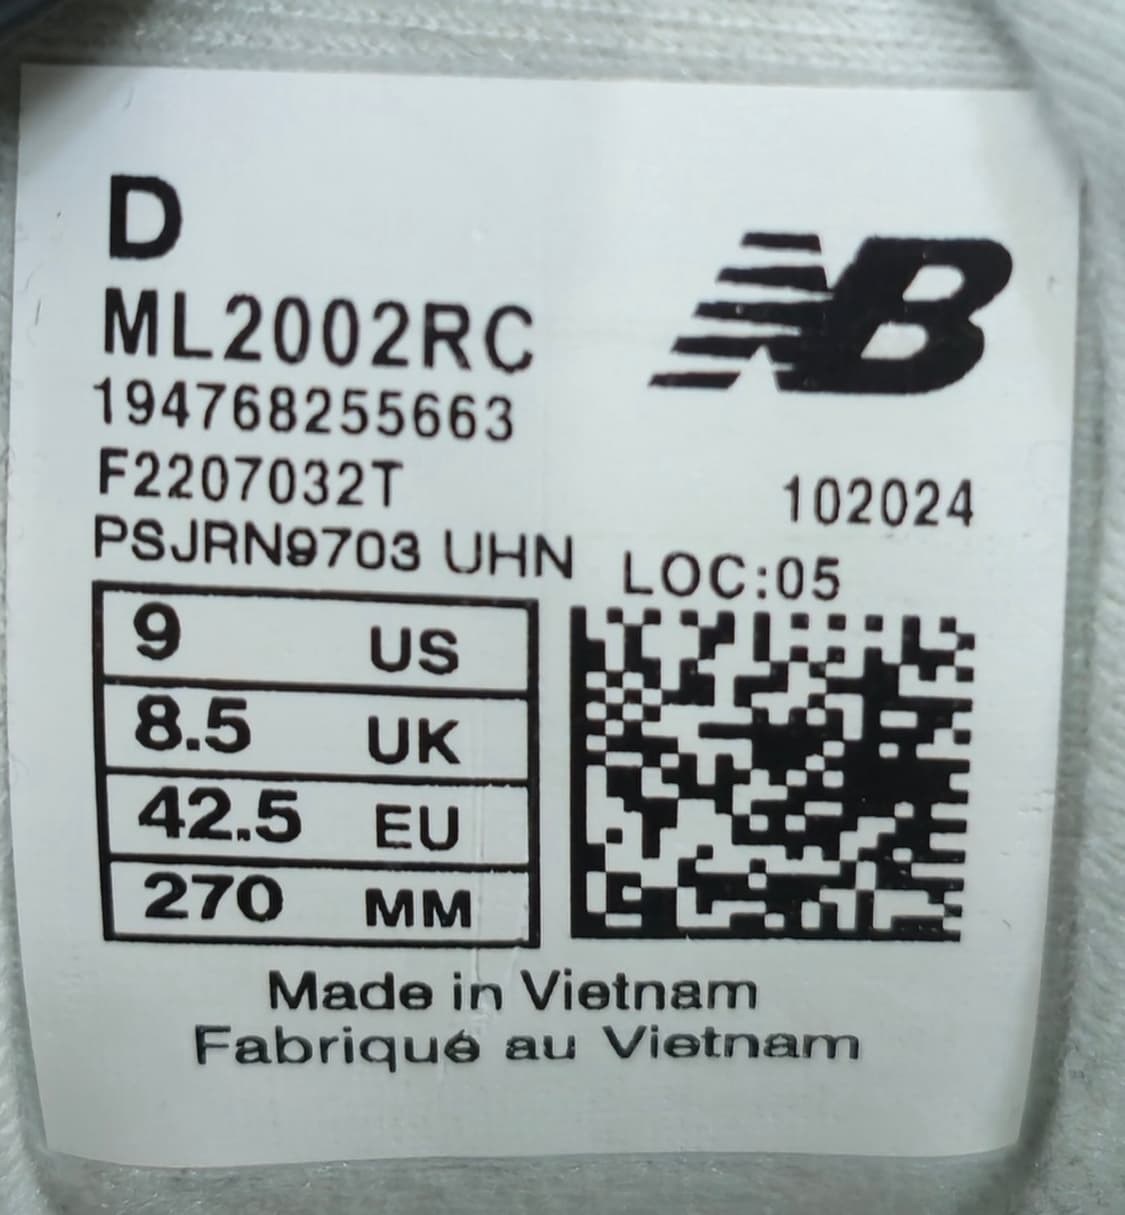 D
NB
ML2002RC
194768255663
F2207032T
102024
PSJRN9703 UHN
LOC:05
9 US
8.5 UK
42.5 EU
270 MM
Made in Vietnam
Fabriqué au Vietnam